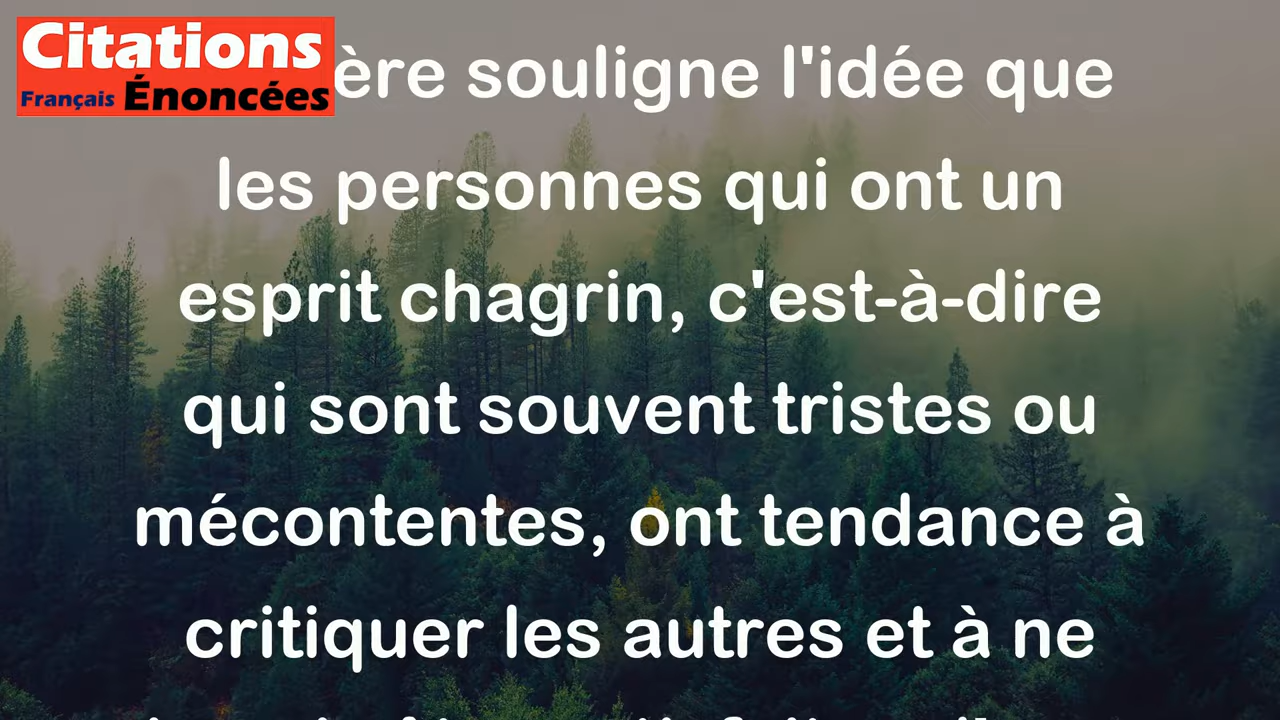 Citations
Français Énoncées
souligne l'idée que
les personnes qui ont un
esprit chagrin, c'est-à-dire
qui sont souvent tristes ou
mécontentes, ont tendance à
critiquer les autres et à ne